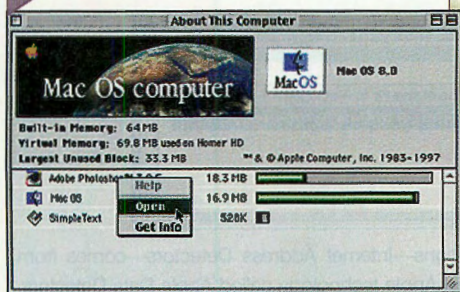 About This Computer
Mac OS computer
MacOS
Mac OS 8.0
Built-in Memory: 64 MB
Virtual Memory: 69.8 MB used on Homer HD
Largest Unused Block: 33.3 MB
™ & © Apple Computer, Inc. 1983-1997
Adobe Photoshop™ 18.3 MB
Help
Mac OS 16.9 MB
Open
SimpleText 528K
Get Info